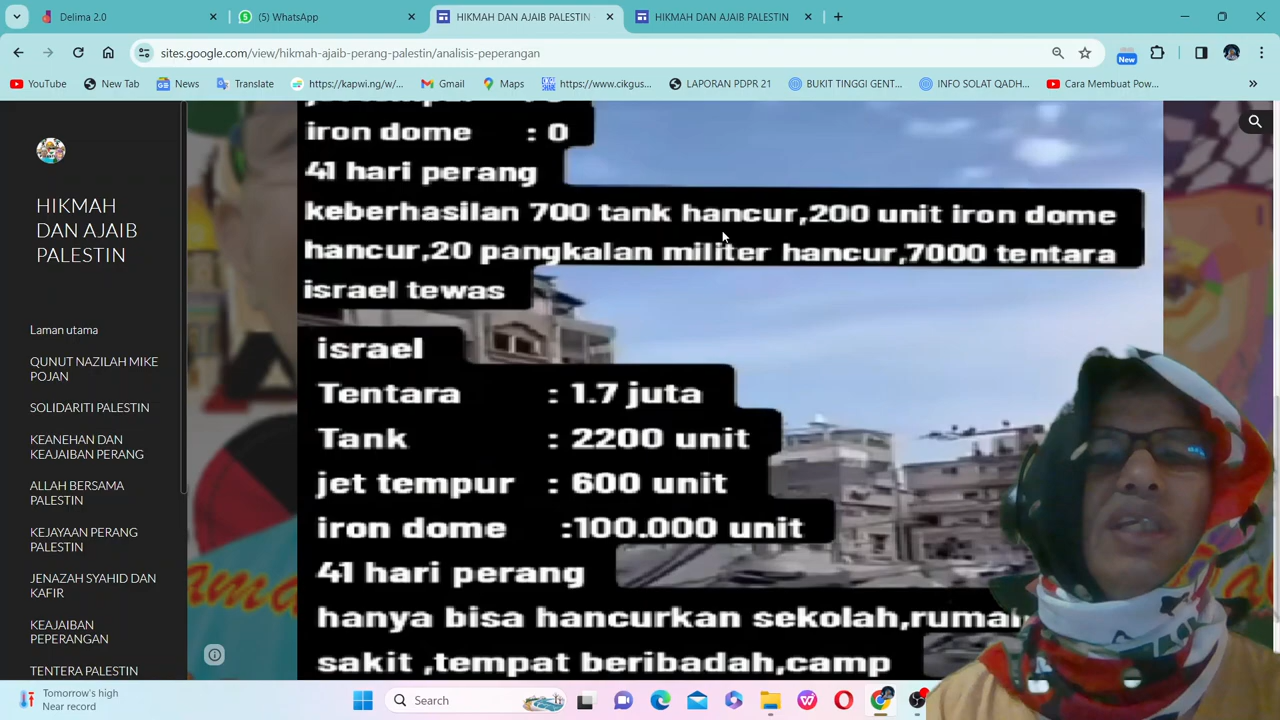 Delima 2.0
(5) WhatsApp
HIKMAH DAN AJAIB PALESTIN
HIKMAH DAN AJAIB PALESTIN
sites.google.com/view/hikmah-ajaib-perang-palestin/analisis-peperangan
New
YouTube
New Tab
News
Translate
https://kapwi.ng/w/...
Gmail
Maps
https://www.cikgus...
LAPORAN PDPR 21
BUKIT TINGGI GENT...
INFO SOLAT QADH...
Cara Membuat Pow...
HIKMAH
DAN AJAIB
PALESTIN
Laman utama
QUNUT NAZILAH MIKE
POJAN
SOLIDARITI PALESTIN
KEANEHAN DAN
KEAJAIBAN PERANG
ALLAH BERSAMA
PALESTIN
KEJAYAAN PERANG
PALESTIN
JENAZAH SYAHID DAN
KAFIR
KEAJAIBAN
PEPERANGAN
TENTERA PALESTIN
iron dome : 0
41 hari perang
keberhasilan 700 tank hancur,200 unit iron dome
hancur,20 pangkalan militer hancur,7000 tentara
israel tewas
israel
Tentara : 1.7 juta
Tank : 2200 unit
jet tempur : 600 unit
iron dome :100.000 unit
41 hari perang
hanya bisa hancurkan sekolah,rumah
sakit ,tempat beribadah,camp
Tomorrow's high
Near record
Search